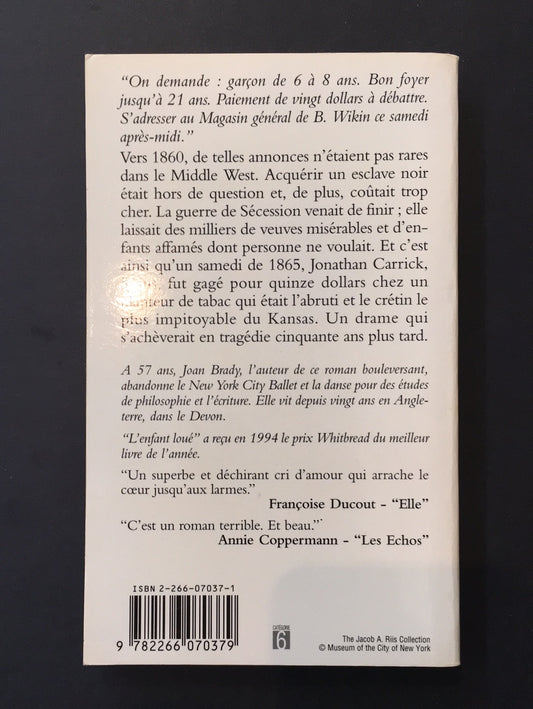 “On demande : garçon de 6 à 8 ans. Bon foyer
jusqu’à 21 ans. Paiement de vingt dollars à débattre.
S’adresser au Magasin général de B. Wikin ce samedi
après-midi.”
Vers 1860, de telles annonces n’étaient pas rares
dans le Middle West. Acquérir un esclave noir
était hors de question et, de plus, coûtait trop
cher. La guerre de Sécession venait de finir ; elle
laissait des milliers de veuves misérables et d’en-
fants affamés dont personne ne voulait. Et c’est
ainsi qu’un samedi de 1865, Jonathan Carrick,
fut gagé pour quinze dollars chez un
planteur de tabac qui était l’abruti et le crétin le
plus impitoyable du Kansas. Un drame qui
s’achèverait en tragédie cinquante ans plus tard.
A 57 ans, Joan Brady, l’auteur de ce roman bouleversant,
abandonne le New York City Ballet et la danse pour des études
de philosophie et l’écriture. Elle vit depuis vingt ans en Angle-
terre, dans le Devon.
“L’enfant loué” a reçu en 1994 le prix Whitbread du meilleur
livre de l’année.
“Un superbe et déchirant cri d’amour qui arrache le
cœur jusqu’aux larmes.”
Françoise Ducout – “Elle”
“C’est un roman terrible. Et beau.”
Annie Coppermann – “Les Echos”
ISBN 2-266-07037-1
9 782266 070379
CATÉGORIE
6
The Jacob A. Riis Collection
© Museum of the City of New York